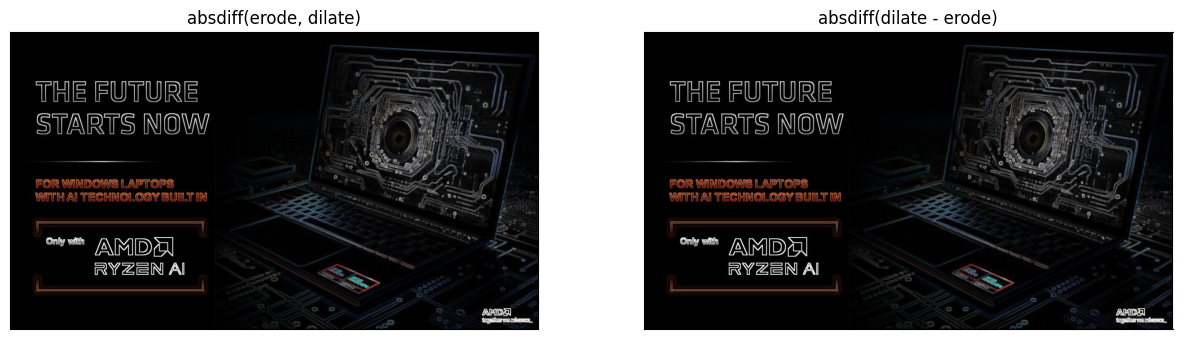 absdiff(erode, dilate)
THE FUTURE
STARTS NOW
FOR WINDOWS LAPTOPS
WITH AI TECHNOLOGY BUILT IN
Only with
AMD
RYZEN AI
AMD
together we advance_
absdiff(dilate - erode)
THE FUTURE
STARTS NOW
FOR WINDOWS LAPTOPS
WITH AI TECHNOLOGY BUILT IN
Only with
AMD
RYZEN AI
AMD
together we advance_